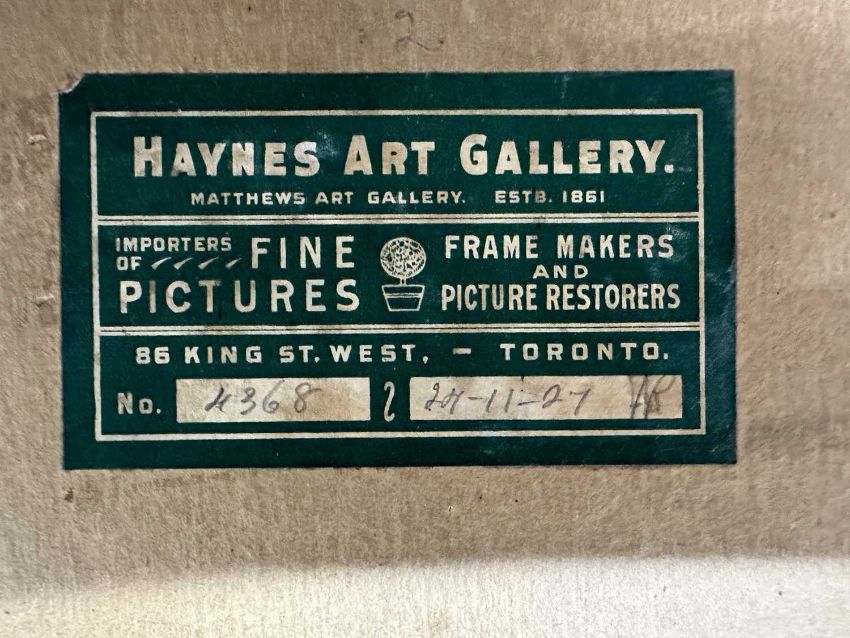 2
HAYNES ART GALLERY.
MATTHEWS ART GALLERY. ESTB. 1861
IMPORTERS
OF FINE
PICTURES
FRAME MAKERS
AND
PICTURE RESTORERS
86 KING ST. WEST, — TORONTO.
No. 4368 24-11-27